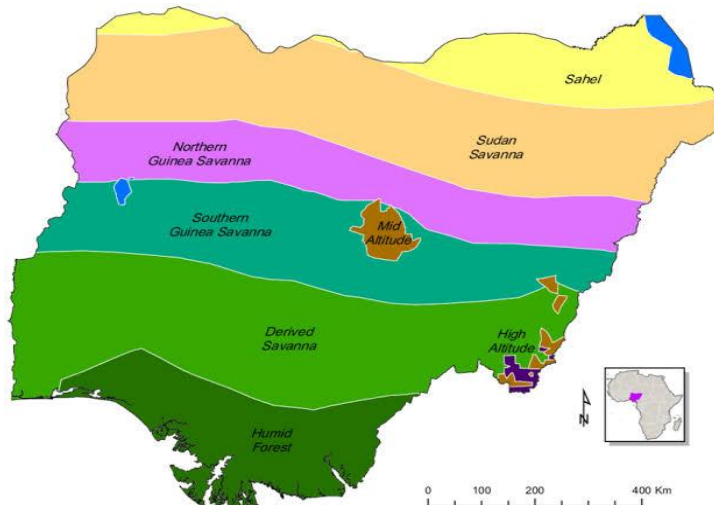 Sahel
Sudan
Savanna
Northern
Guinea Savanna
Southern
Guinea Savanna
Mid
Altitude
Derived
Savanna
High
Altitude
Humid
Forest
N
0 100 200 400 Km